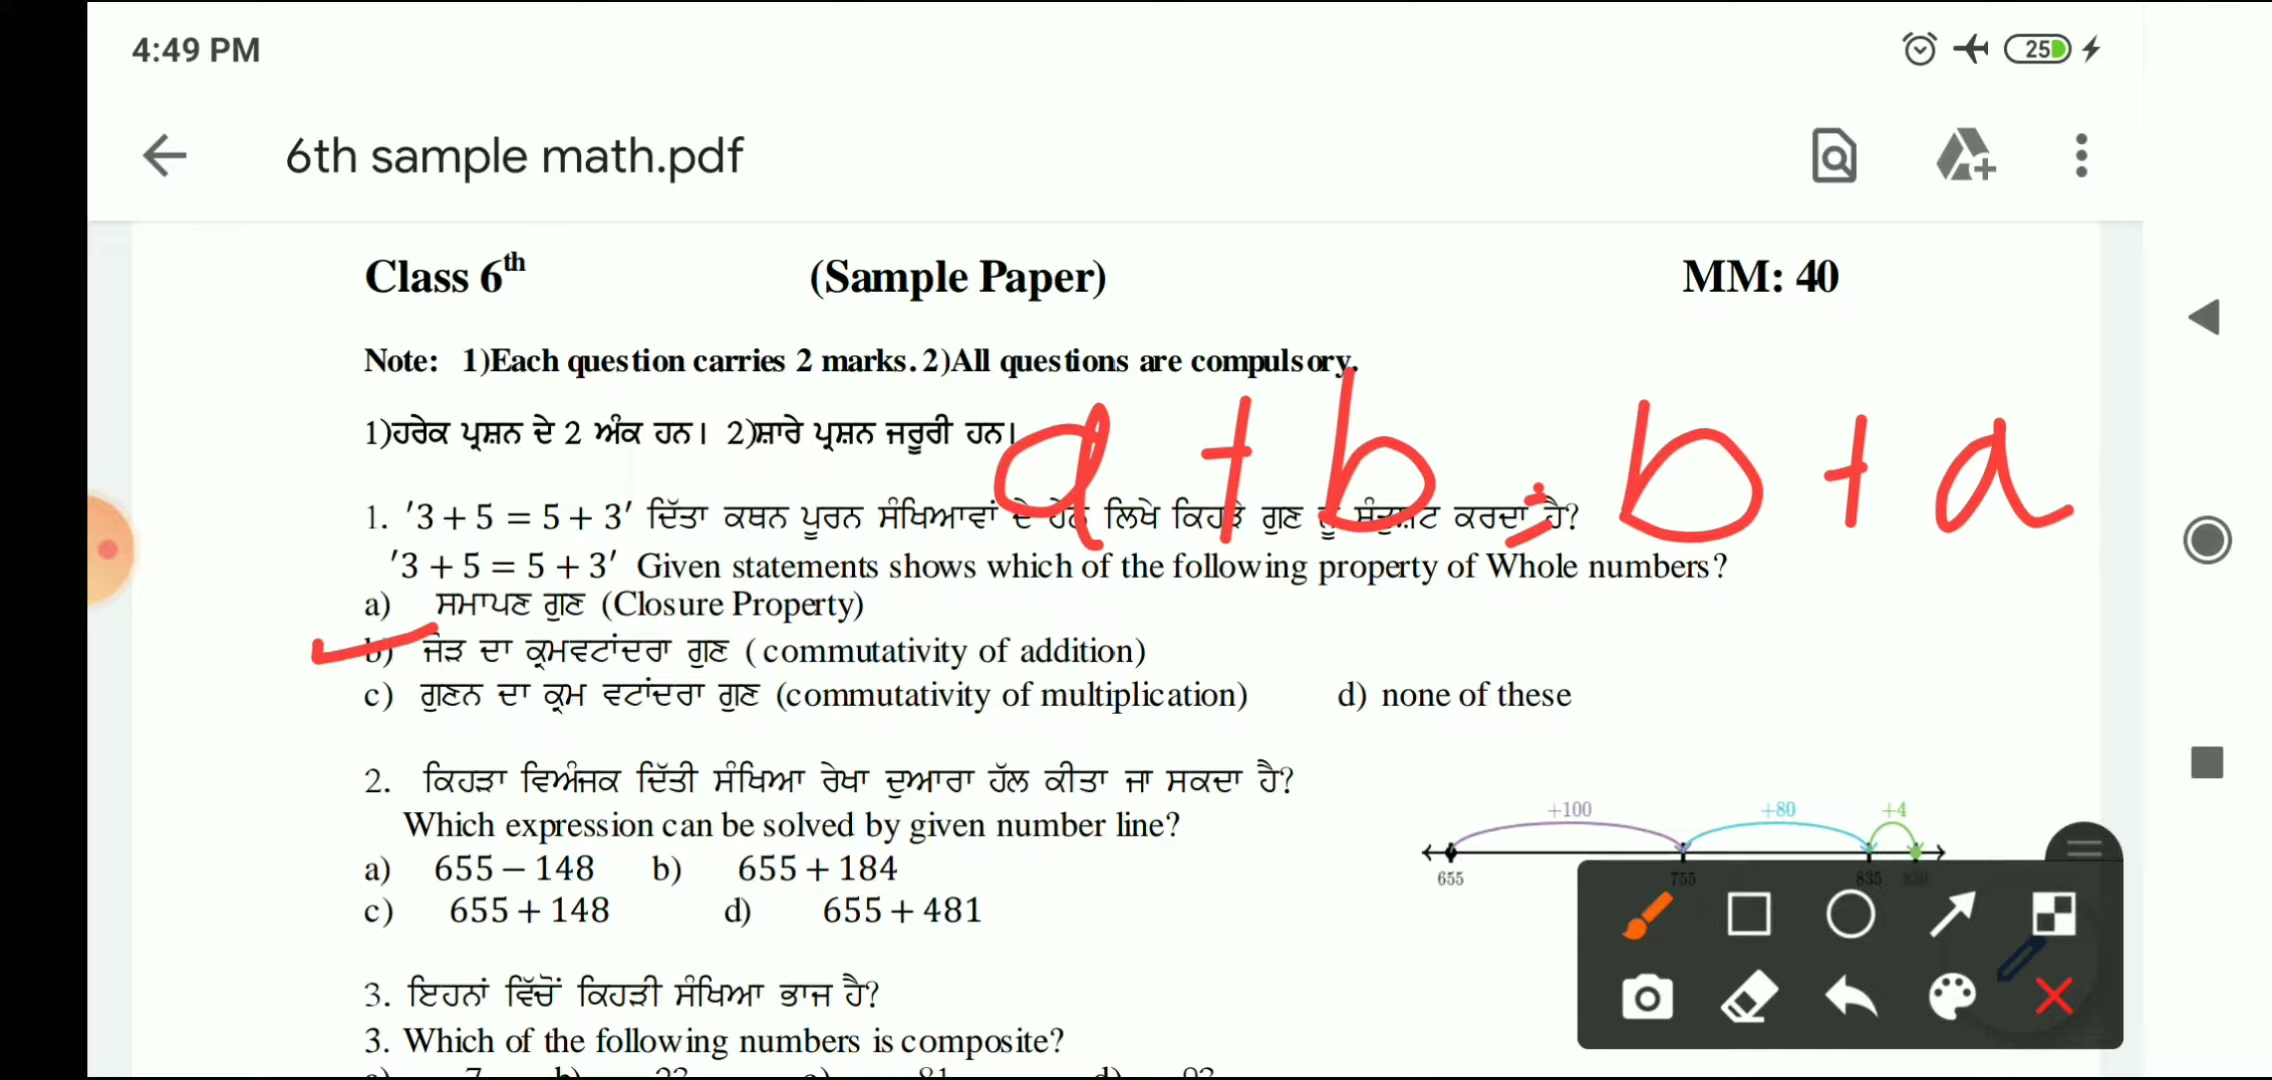 4:49 PM
25
6th sample math.pdf
Class 6th (Sample Paper) MM: 40
Note: 1)Each question carries 2 marks. 2)All questions are compulsory.
1)ਹਰੇਕ ਪ੍ਰਸ਼ਨ ਦੇ 2 ਅੰਕ ਹਨ। 2)ਸ਼ਾਰੇ ਪ੍ਰਸ਼ਨ ਜਰੂਰੀ ਹਨ।
a + b = b + a
1. '3 + 5 = 5 + 3' ਦਿੱਤਾ ਕਥਨ ਪੂਰਨ ਸੰਖਿਆਵਾਂ ਦੇ ਲਿਖੇ ਕਿਹੜੇ ਗੁਣ ਨੂੰ ਕਰਦਾ ਹੈ?
'3 + 5 = 5 + 3' Given statements shows which of the following property of Whole numbers?
a) ਸਮਾਪਣ ਗੁਣ (Closure Property)
b) ਜੋੜ ਦਾ ਕ੍ਰਮਵਟਾਂਦਰਾ ਗੁਣ ( commutativity of addition)
c) ਗੁਣਨ ਦਾ ਕ੍ਰਮ ਵਟਾਂਦਰਾ ਗੁਣ (commutativity of multiplication) d) none of these
2. ਕਿਹੜਾ ਵਿਅੰਜਕ ਦਿੱਤੀ ਸੰਖਿਆ ਰੇਖਾ ਦੁਆਰਾ ਹੱਲ ਕੀਤਾ ਜਾ ਸਕਦਾ ਹੈ?
Which expression can be solved by given number line?
+100 +80 +4
655 755 835
a) 655 − 148 b) 655 + 184
c) 655 + 148 d) 655 + 481
3. ਇਹਨਾਂ ਵਿੱਚੋਂ ਕਿਹੜੀ ਸੰਖਿਆ ਭਾਜ ਹੈ?
3. Which of the following numbers is composite?